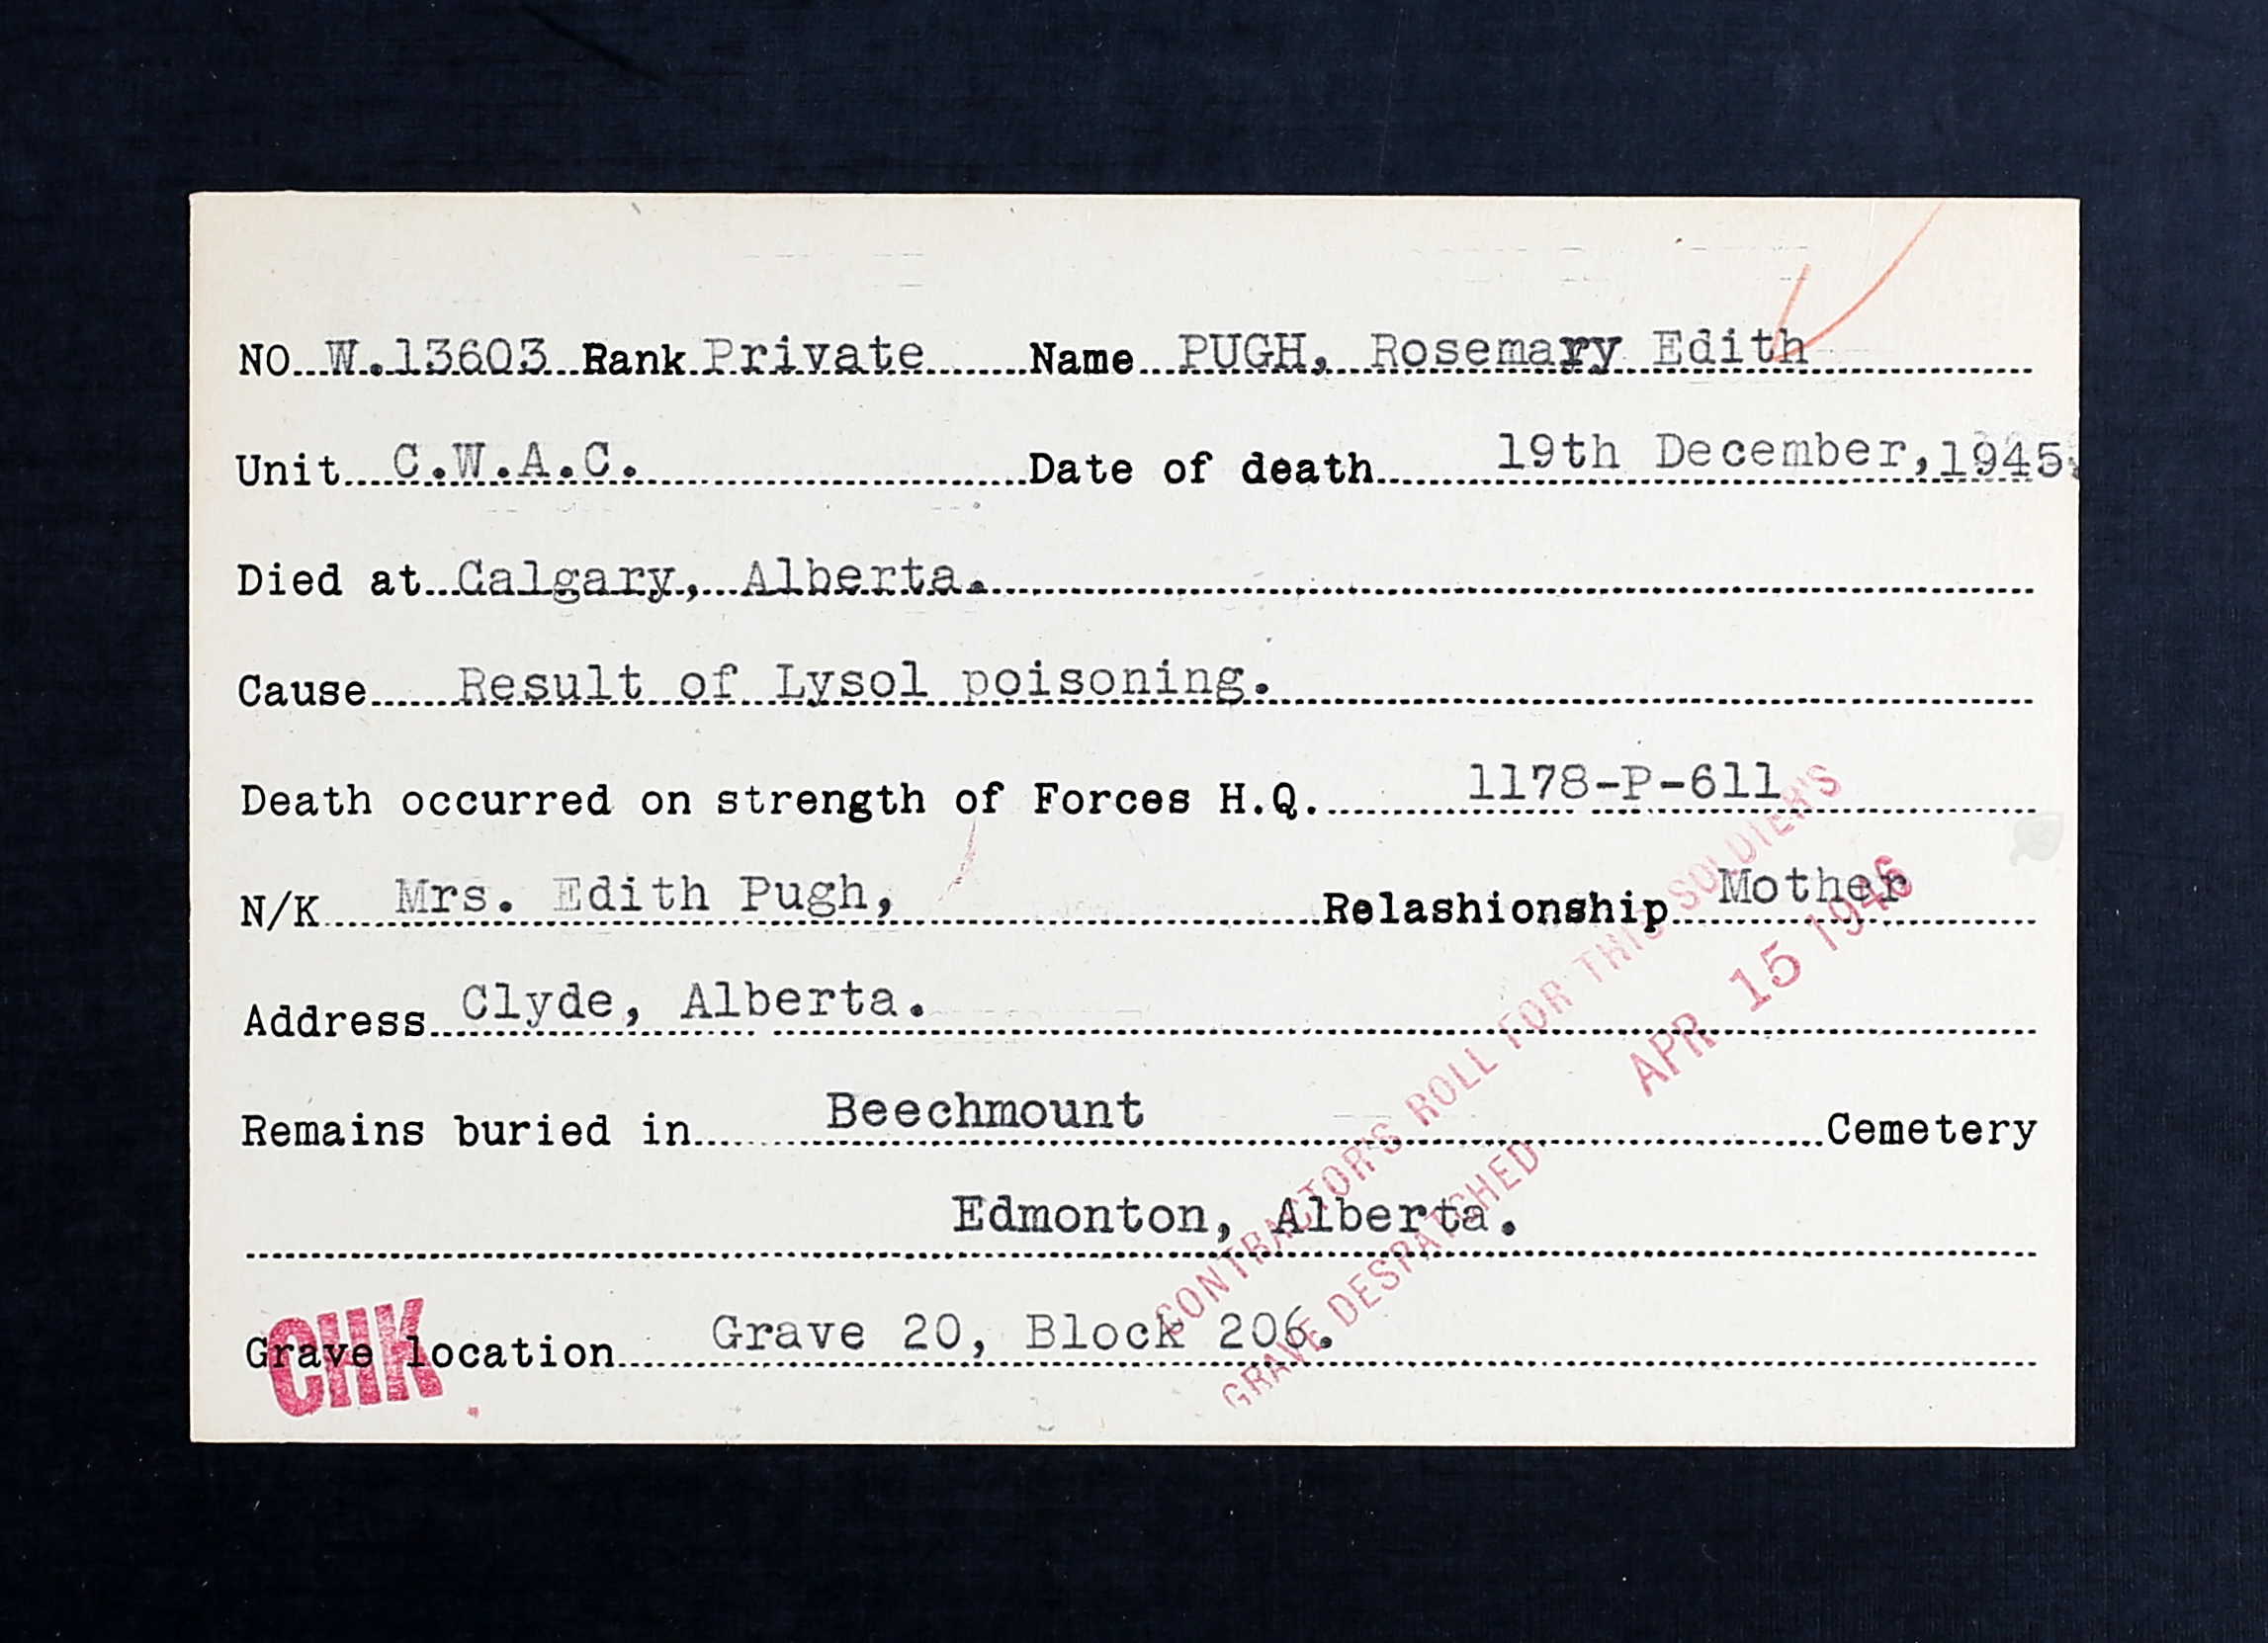 NO...W.13603...Rank.Private........Name...PUGH, Rosemary Edith
Unit....C.W.A.C. Date of death 19th December,1945.
Died at Calgary, Alberta.
Cause Result of Lysol poisoning.
Death occurred on strength of Forces H.Q. 1178-P-611
N/K Mrs. Edith Pugh, Relashionship Mother
Address Clyde, Alberta.
Remains buried in Beechmount Cemetery
Edmonton, Alberta.
Grave location Grave 20, Block 206.
CHK
CONTRACTOR'S ROLL FOR THIS SOLDIER'S
GRAVE DESPATCHED APR 15 1946